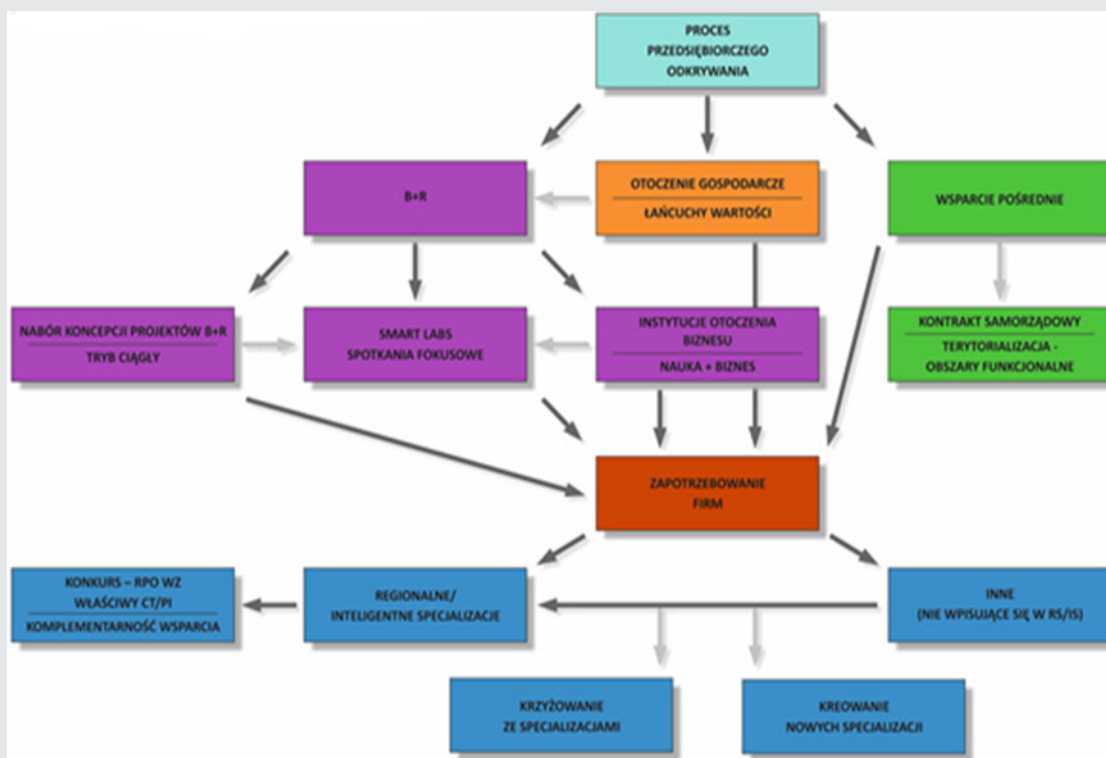 PROCES
PRZEDSIĘBIORCZEGO
ODKRYWANIA
B+R
OTOCZENIE GOSPODARCZE
ŁAŃCUCHY WARTOŚCI
WSPARCIE POŚREDNIE
NABÓR KONCEPCJI PROJEKTÓW B+R
TRYB CIĄGŁY
SMART LABS
SPOTKANIA FOKUSOWE
INSTYTUCJE OTOCZENIA
BIZNESU
NAUKA + BIZNES
KONTRAKT SAMORZĄDOWY
TERYTORIALIZACJA -
OBSZARY FUNKCJONALNE
ZAPOTRZEBOWANIE
FIRM
KONKURS – RPO WZ
WŁAŚCIWY CT/PI
KOMPLEMENTARNOŚĆ WSPARCIA
REGIONALNE/
INTELIGENTNE SPECJALIZACJE
INNE
(NIE WPISUJĄCE SIĘ W RS/IS)
KRZYŻOWANIE
ZE SPECJALIZACJAMI
KREOWANIE
NOWYCH SPECJALIZACJI